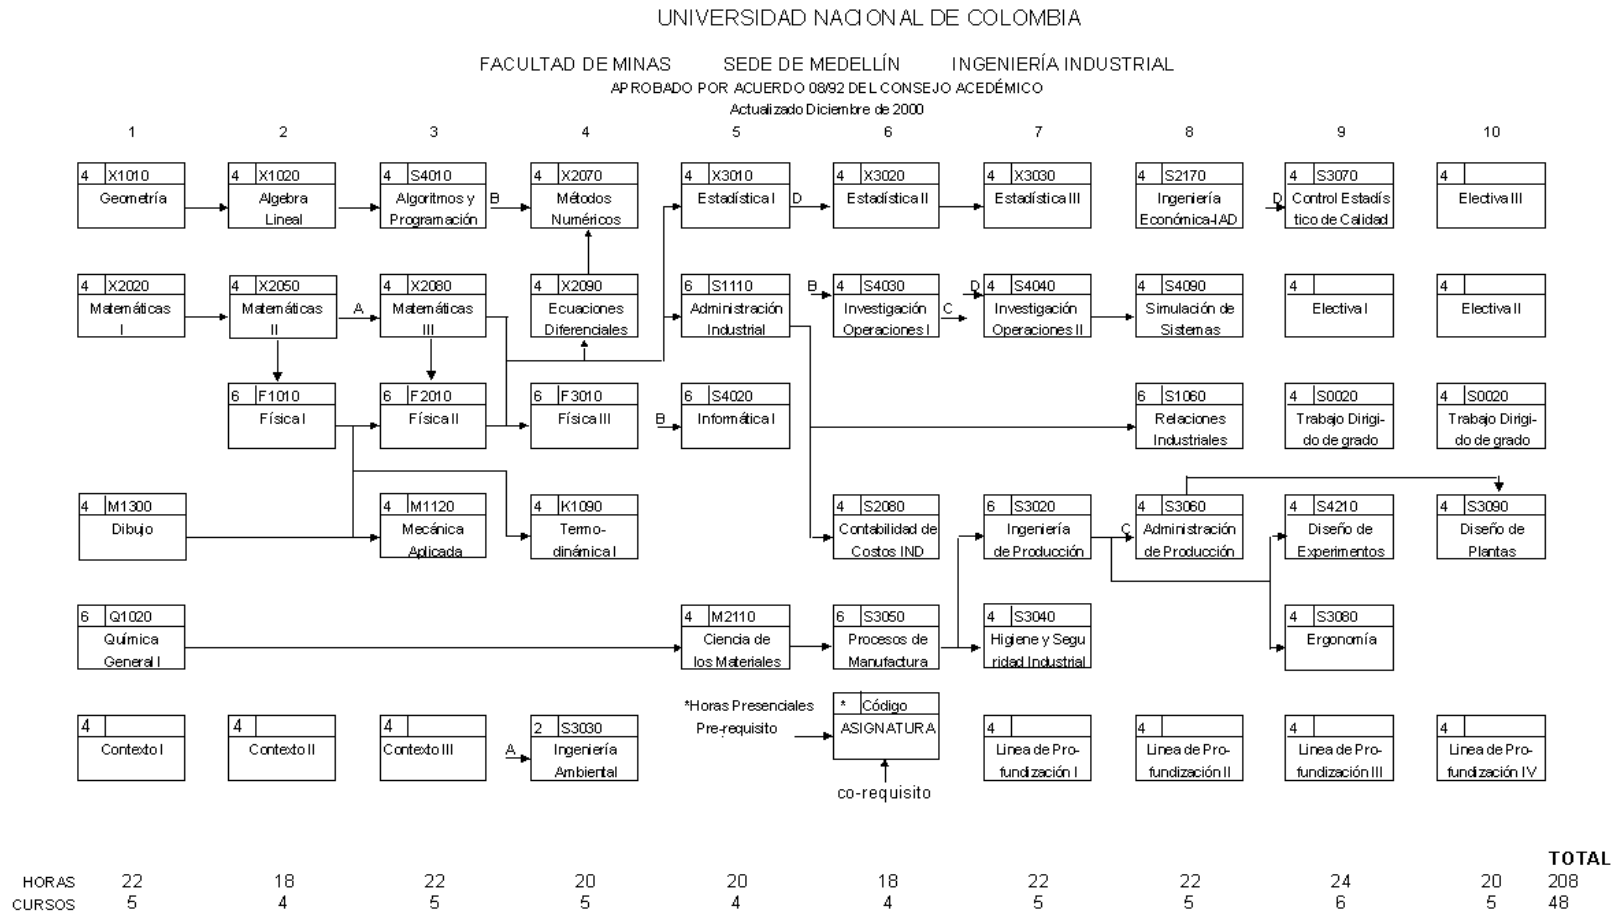 UNIVERSIDAD NACIONAL DE COLOMBIA
FACULTAD DE MINAS SEDE DE MEDELLÍN INGENIERÍA INDUSTRIAL
APROBADO POR ACUERDO 08/92 DEL CONSEJO ACEDÉMICO
Actualizado Diciembre de 2000
1 2 3 4 5 6 7 8 9 10
4 X1010 4 X1020 4 S4010 4 X2070 4 X3010 4 X3020 4 X3030 4 S2170 4 S3070 4
Geometría Algebra Algoritmos y Métodos Estadística I Estadística II Estadística III Ingeniería Control Estadís Electiva III
Lineal Programación B Numéricos D Económica-IAD D tico de Calidad
4 X2020 4 X2050 4 X2080 4 X2090 6 S1110 B 4 S4030 D 4 S4040 4 S4090 4 4
Matemáticas Matemáticas A Matemáticas Ecuaciones Administración Investigación C Investigación Simulación de Electiva I Electiva II
I II III Diferenciales Industrial Operaciones I Operaciones II Sistemas
6 F1010 6 F2010 6 F3010 6 S4020 6 S1060 4 S0020 4 S0020
Física I Física II Física III B Informática I Relaciones Trabajo Dirigi- Trabajo Dirigi-
Industriales do de grado do de grado
4 M1300 4 M1120 4 K1090 4 S2080 6 S3020 4 S3060 4 S4210 4 S3090
Dibujo Mecánica Termo- Contabilidad de Ingeniería C Administración Diseño de Diseño de
Aplicada dinámica I Costos IND de Producción de Producción Experimentos Plantas
6 Q1020 4 M2110 6 S3050 4 S3040 4 S3080
Química Ciencia de Procesos de Higiene y Segu Ergonomía
General I los Materiales Manufactura ridad Industrial
*Horas Presenciales * Código
4 4 4 2 S3030 Pre-requisito ASIGNATURA 4 4 4 4
Contexto I Contexto II Contexto III A Ingeniería Linea de Pro- Linea de Pro- Linea de Pro- Linea de Pro-
Ambiental fundización I fundización II fundización III fundización IV
co-requisito
TOTAL
HORAS 22 18 22 20 20 18 22 22 24 20 208
CURSOS 5 4 5 5 4 4 5 5 6 5 48